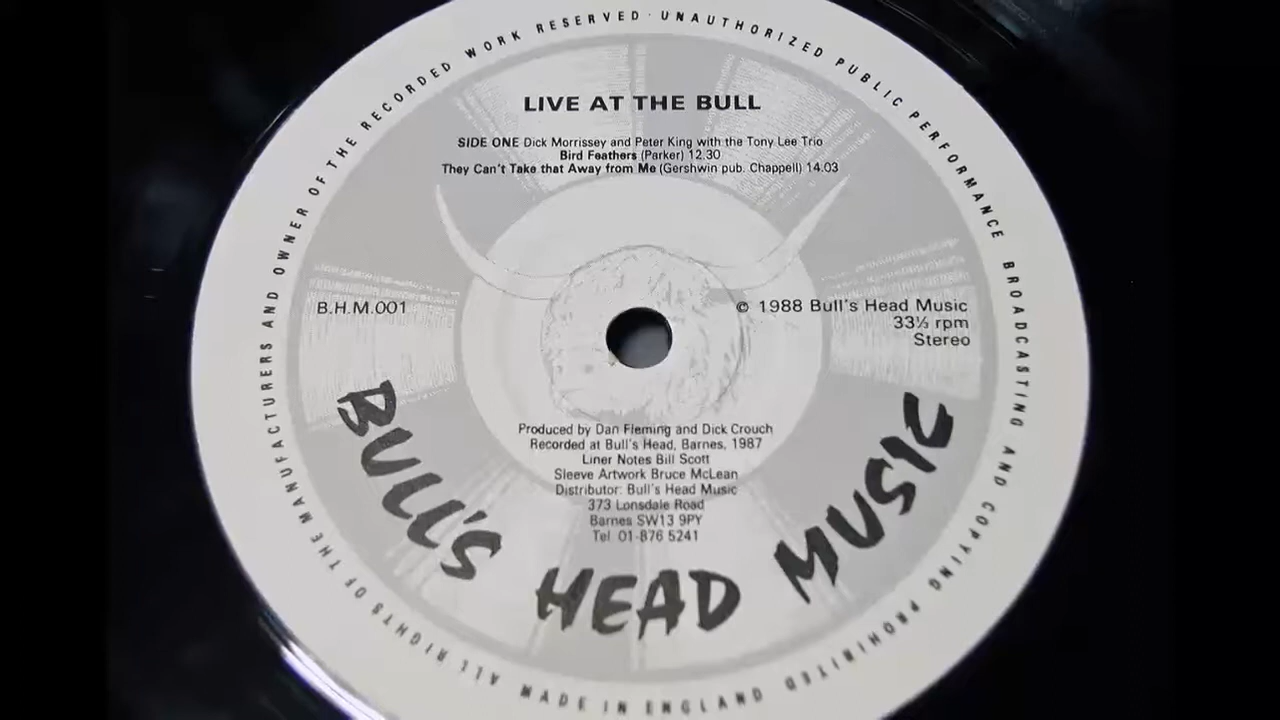 ALL RIGHTS OF THE MANUFACTURERS AND OWNER OF THE RECORDED WORK RESERVED · UNAUTHORIZED PUBLIC PERFORMANCE BROADCASTING AND COPYING PROHIBITED
LIVE AT THE BULL
SIDE ONE Dick Morrissey and Peter King with the Tony Lee Trio
Bird Feathers (Parker) 12.30
They Can't Take that Away from Me (Gershwin pub. Chappell) 14.03
B.H.M.001
© 1988 Bull's Head Music
33⅓ rpm
Stereo
Produced by Dan Fleming and Dick Crouch
Recorded at Bull's Head, Barnes, 1987
Liner Notes Bill Scott
Sleeve Artwork Bruce McLean
Distributor: Bull's Head Music
373 Lonsdale Road
Barnes SW13 9PY
Tel 01-876 5241
BULL'S HEAD MUSIC
MADE IN ENGLAND